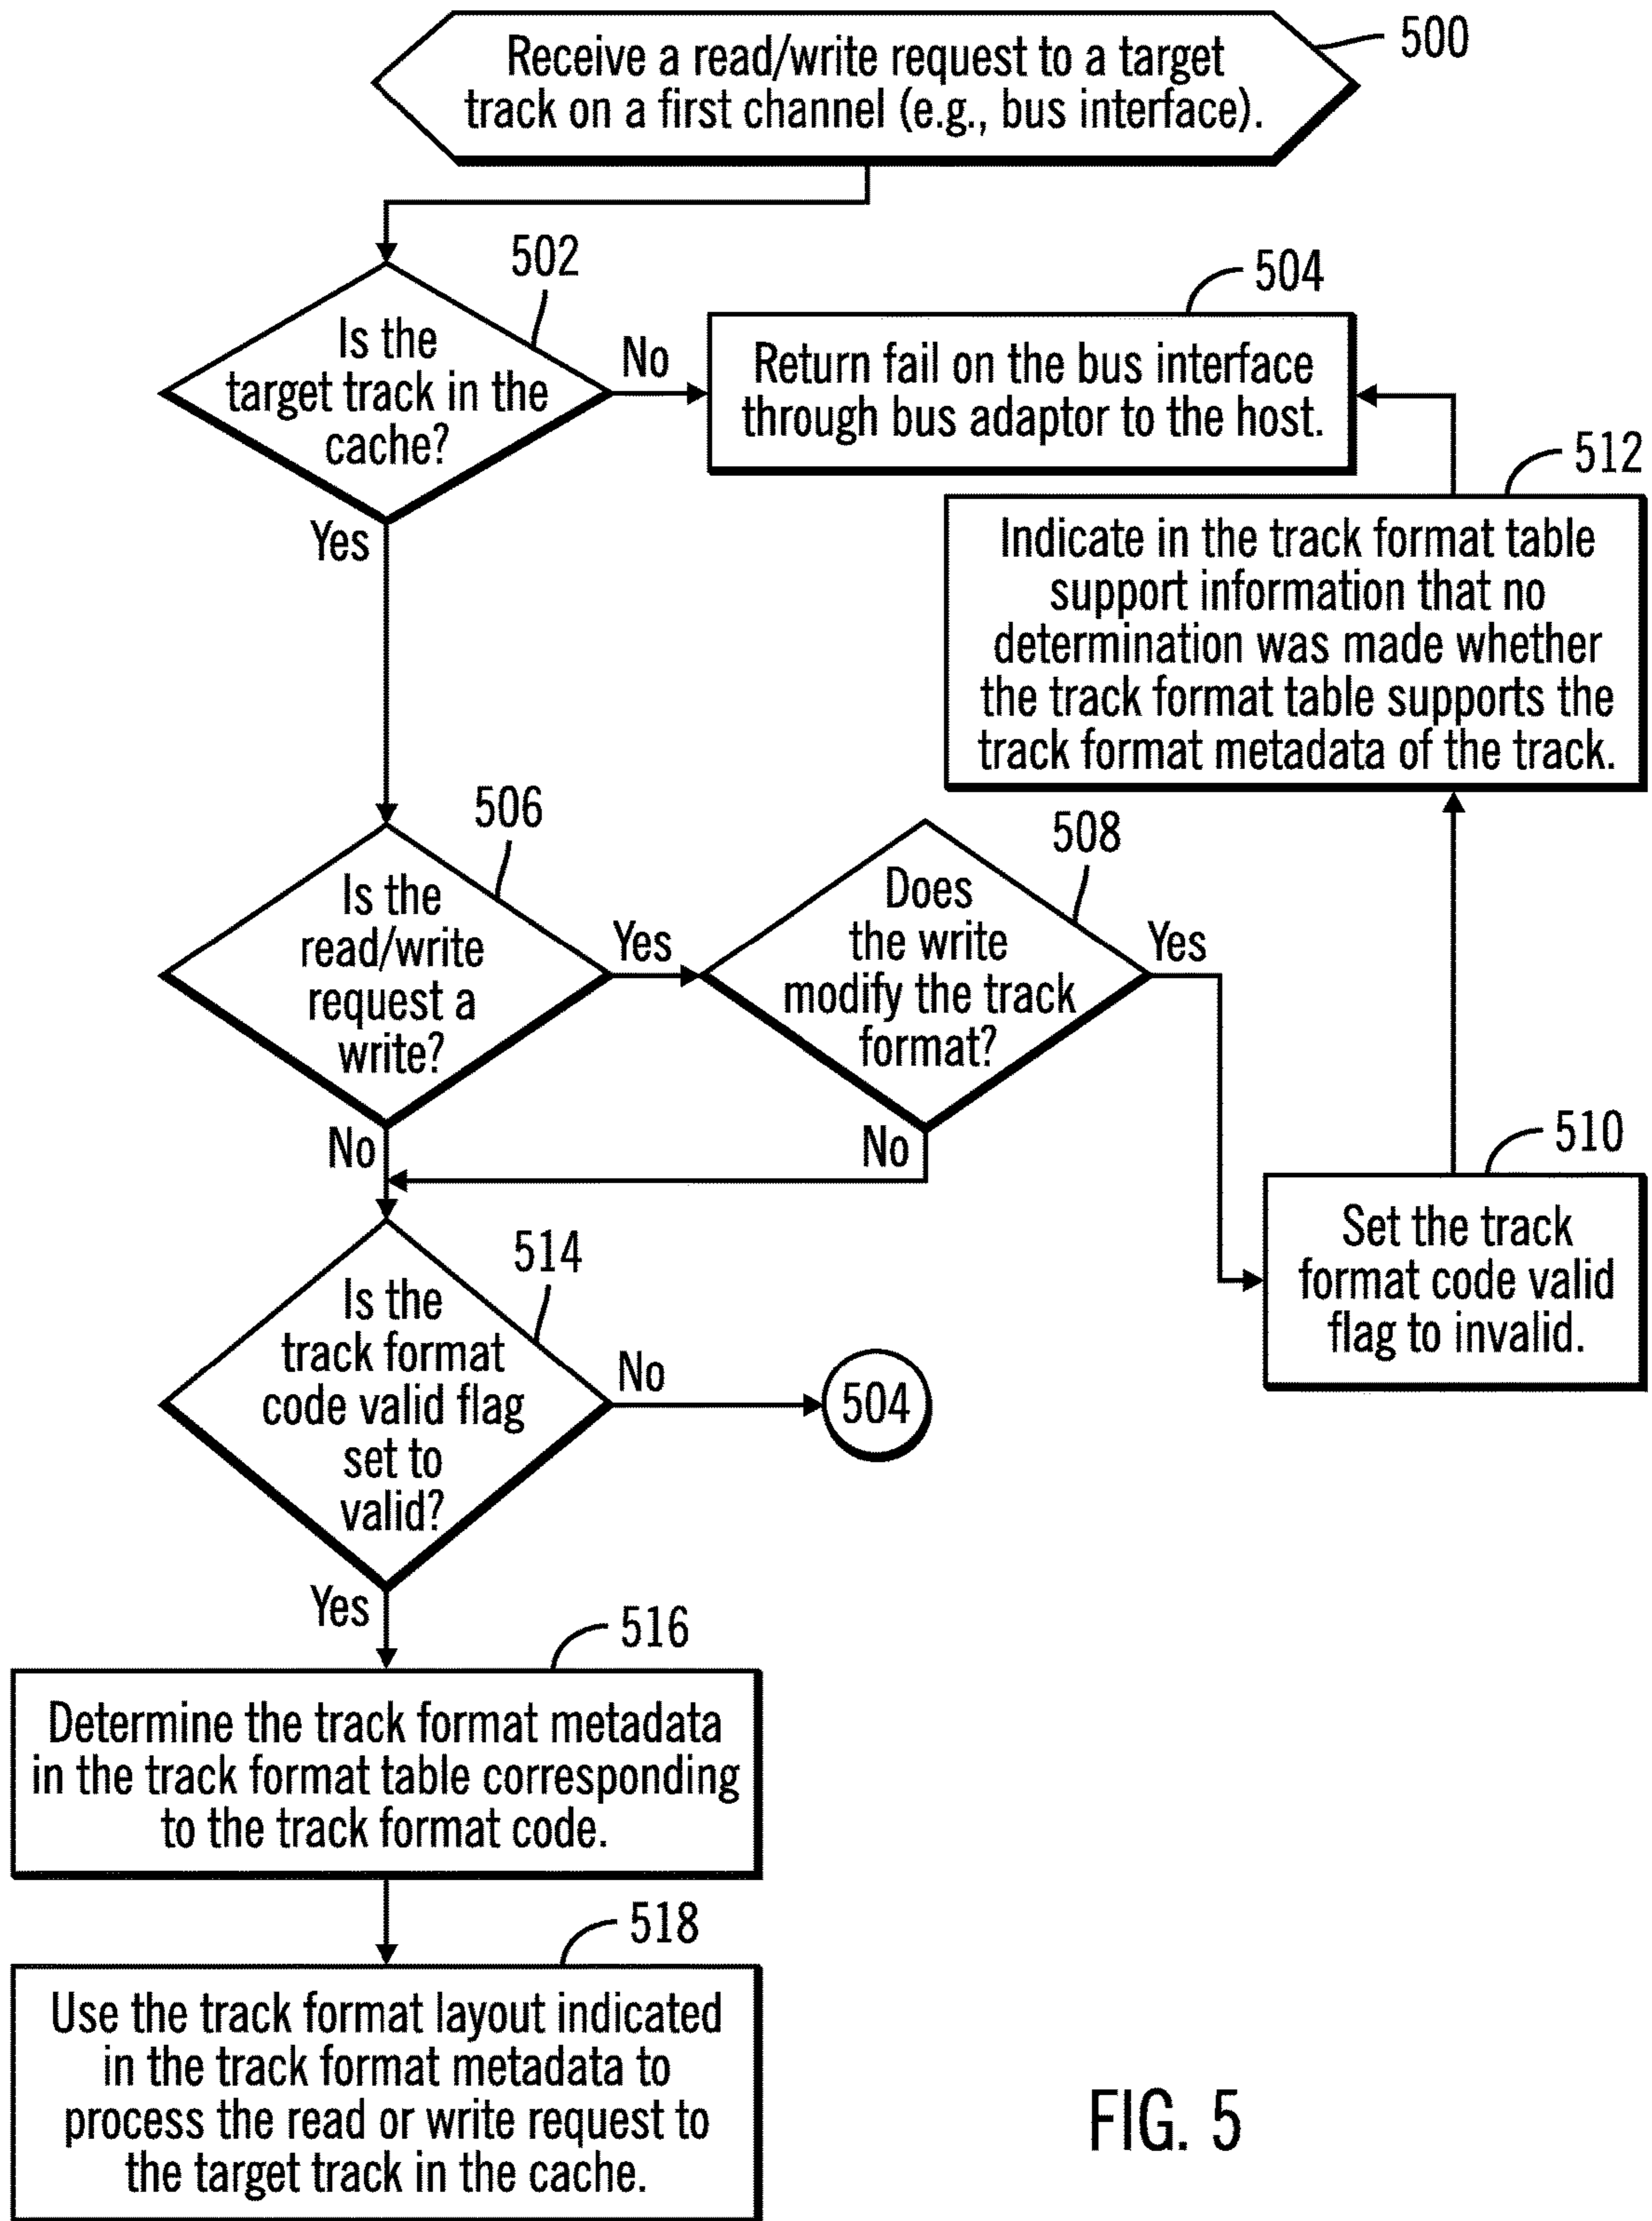 500
Receive a read/write request to a target
track on a first channel (e.g., bus interface).
502
Is the
target track in the
cache?
No
Yes
504
Return fail on the bus interface
through bus adaptor to the host.
512
Indicate in the track format table
support information that no
determination was made whether
the track format table supports the
track format metadata of the track.
506
Is the
read/write
request a
write?
Yes
No
508
Does
the write
modify the track
format?
Yes
No
510
Set the track
format code valid
flag to invalid.
514
Is the
track format
code valid flag
set to
valid?
No
504
Yes
516
Determine the track format metadata
in the track format table corresponding
to the track format code.
518
Use the track format layout indicated
in the track format metadata to
process the read or write request to
the target track in the cache.
FIG. 5